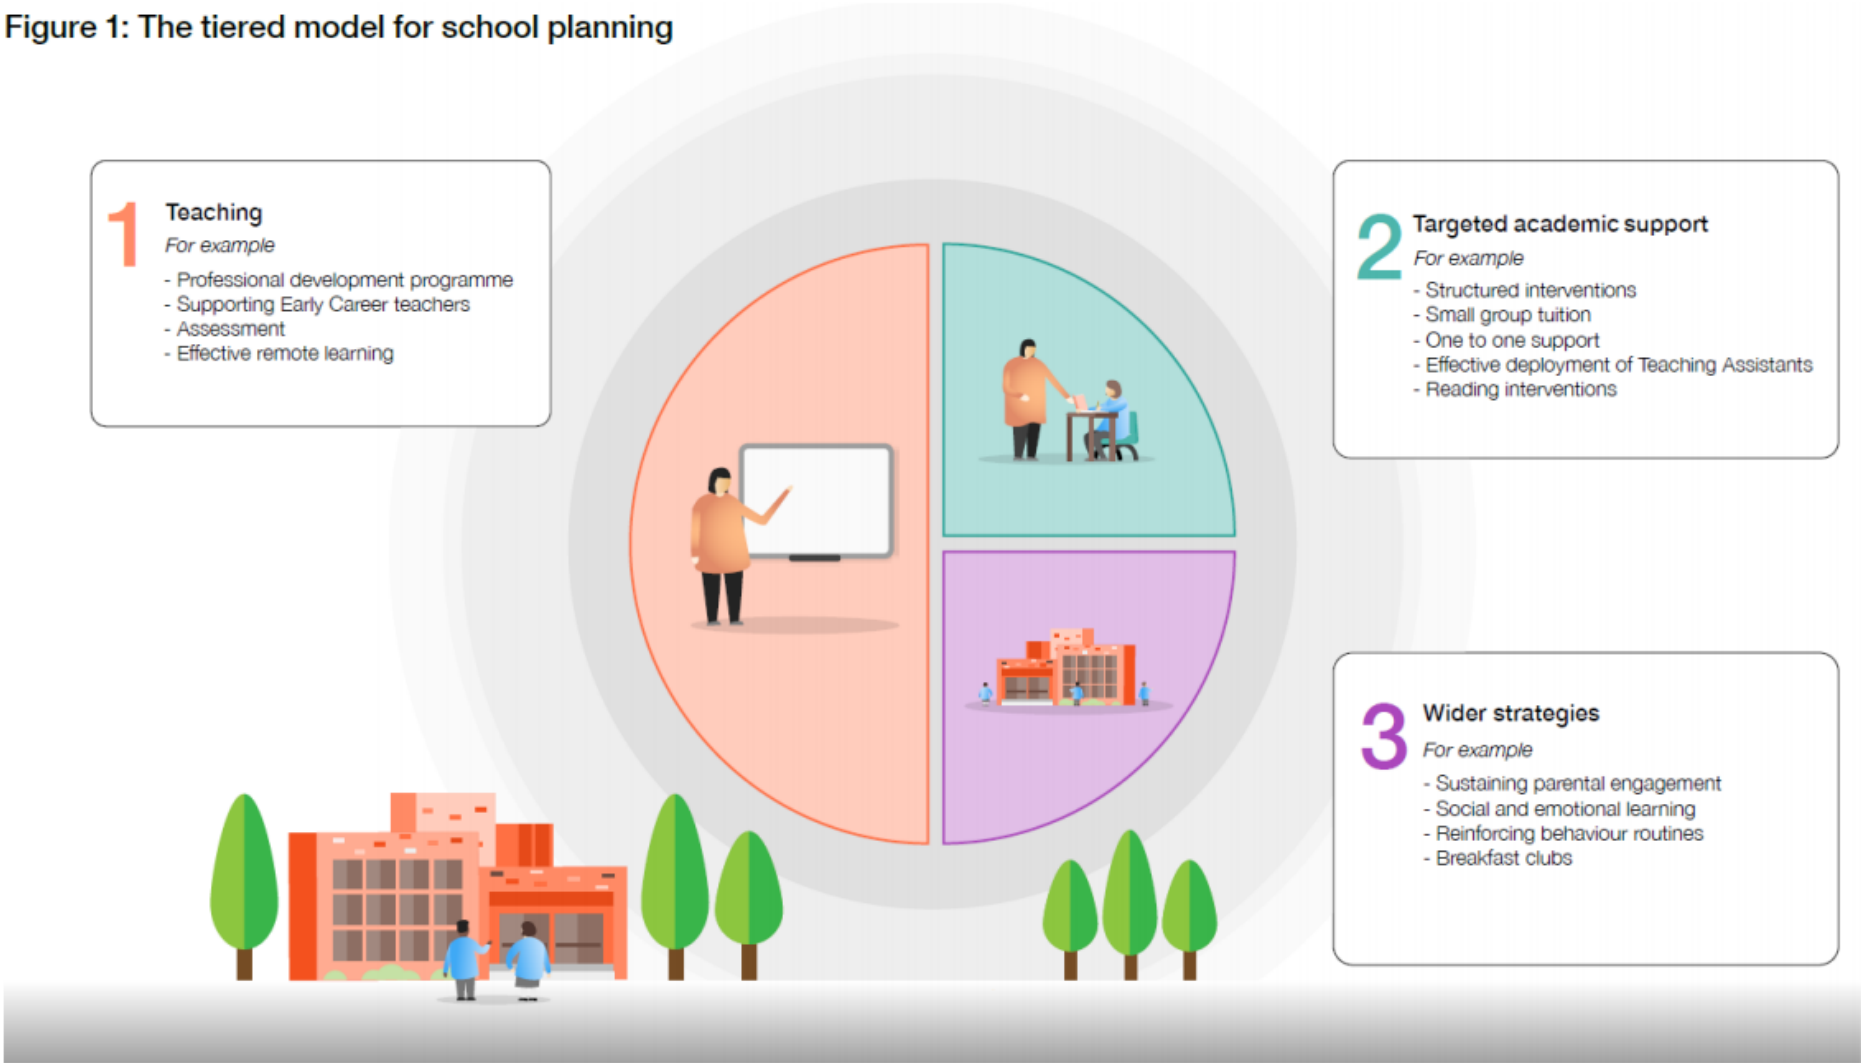 Figure 1: The tiered model for school planning
1
Teaching
For example
- Professional development programme
- Supporting Early Career teachers
- Assessment
- Effective remote learning
2
Targeted academic support
For example
- Structured interventions
- Small group tuition
- One to one support
- Effective deployment of Teaching Assistants
- Reading interventions
3
Wider strategies
For example
- Sustaining parental engagement
- Social and emotional learning
- Reinforcing behaviour routines
- Breakfast clubs